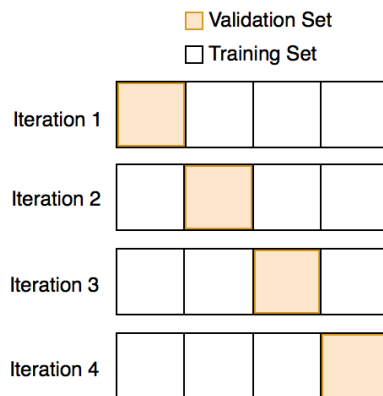 Validation Set
Training Set
Iteration 1
Iteration 2
Iteration 3
Iteration 4